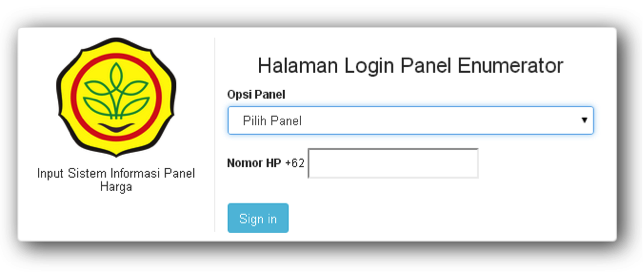 Input Sistem Informasi Panel
Harga
Halaman Login Panel Enumerator
Opsi Panel
Pilih Panel
Nomor HP +62
Sign in